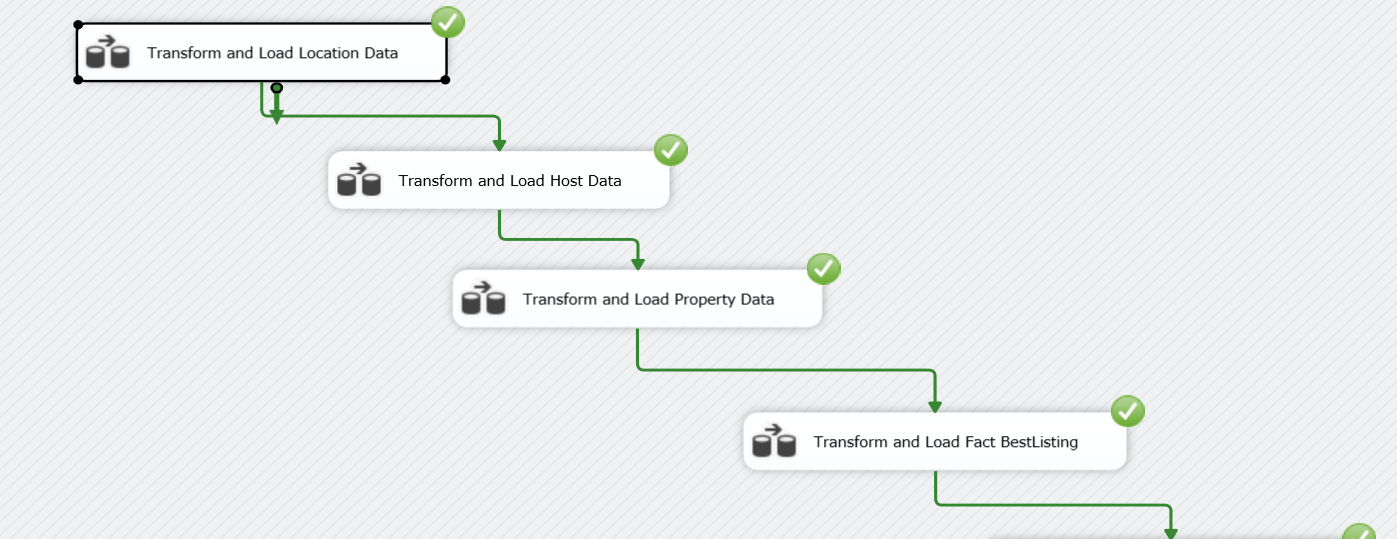 Transform and Load Location Data
Transform and Load Host Data
Transform and Load Property Data
Transform and Load Fact BestListing